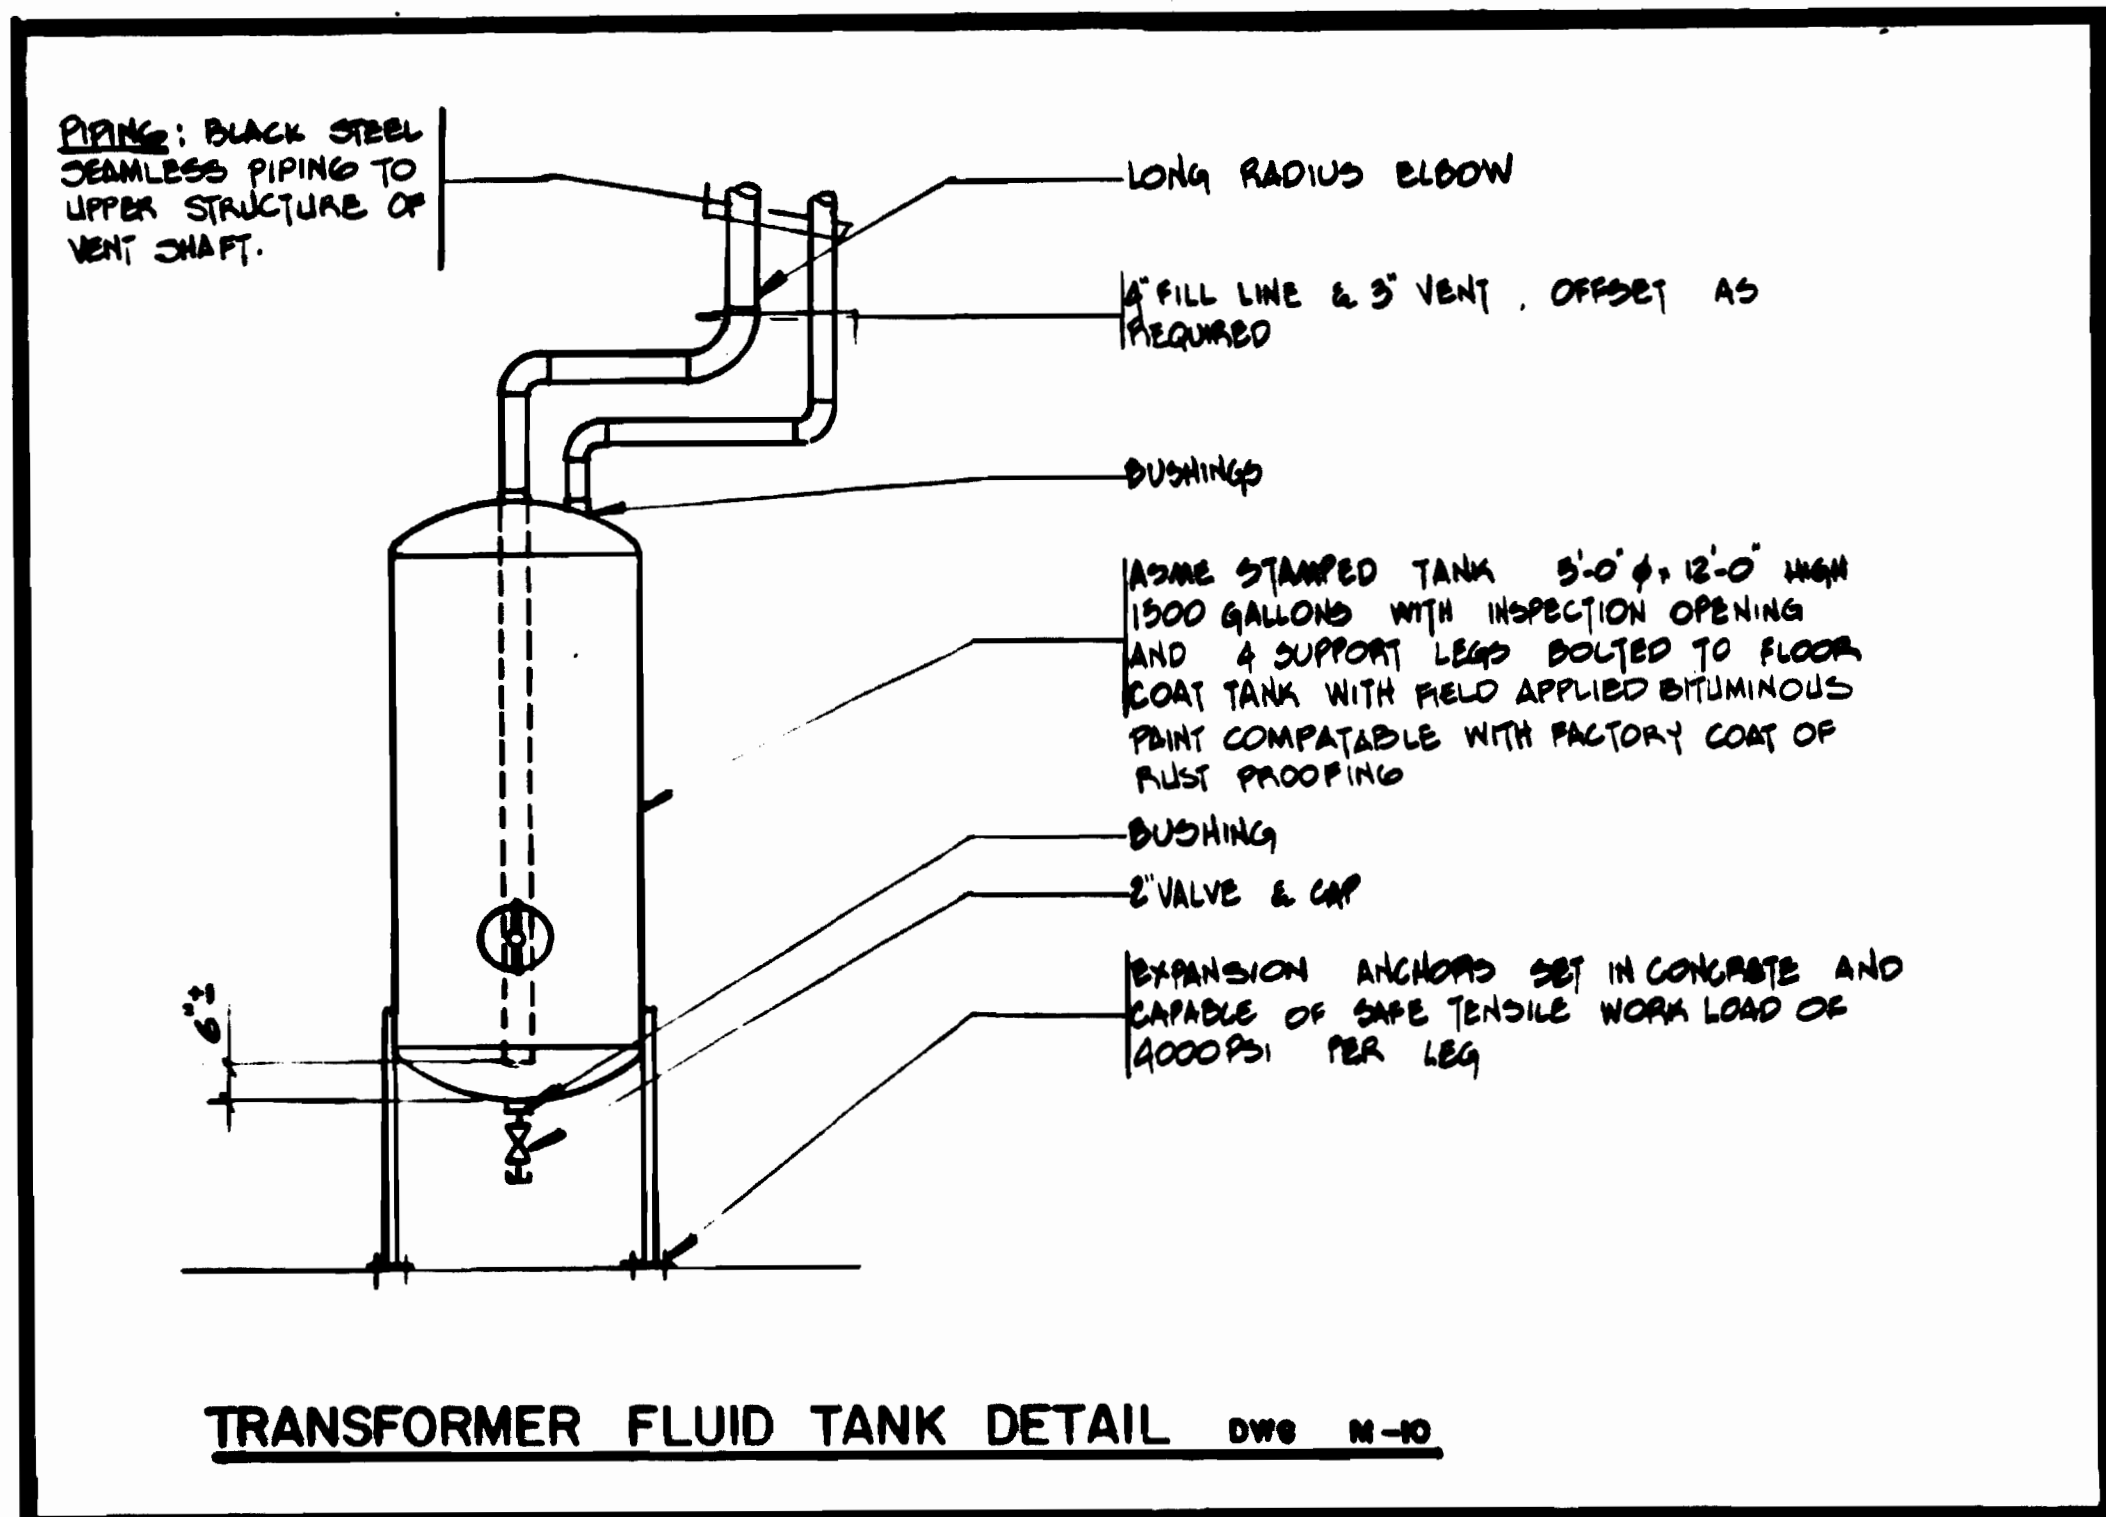 PIPING: BLACK STEEL
SEAMLESS PIPING TO
UPPER STRUCTURE OF
VENT SHAFT.
LONG RADIUS ELBOW
4" FILL LINE & 3" VENT. OFFSET AS
REQUIRED
BUSHINGS
ASME STAMPED TANK 5'-0" ϕ x 12'-0" HIGH
1500 GALLONS WITH INSPECTION OPENING
AND 4 SUPPORT LEGS BOLTED TO FLOOR
COAT TANK WITH FIELD APPLIED BITUMINOUS
PAINT COMPATABLE WITH FACTORY COAT OF
RUST PROOFING
BUSHING
2" VALVE & CAP
EXPANSION ANCHORS SET IN CONCRETE AND
CAPABLE OF SAFE TENSILE WORK LOAD OF
4000 PSI PER LEG
6"±
TRANSFORMER FLUID TANK DETAIL DWG M-10